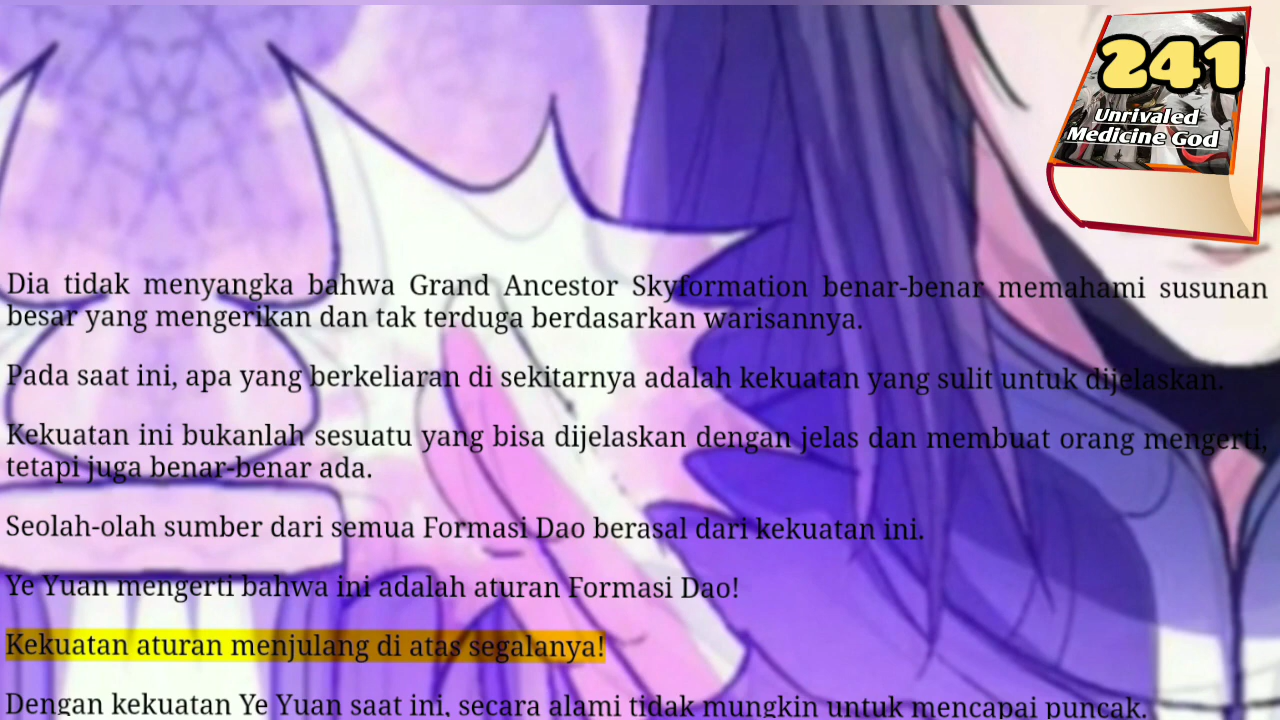 241
Unrivaled
Medicine God
Dia tidak menyangka bahwa Grand Ancestor Skyformation benar-benar memahami susunan
besar yang mengerikan dan tak terduga berdasarkan warisannya.
Pada saat ini, apa yang berkeliaran di sekitarnya adalah kekuatan yang sulit untuk dijelaskan.
Kekuatan ini bukanlah sesuatu yang bisa dijelaskan dengan jelas dan membuat orang mengerti,
tetapi juga benar-benar ada.
Seolah-olah sumber dari semua Formasi Dao berasal dari kekuatan ini.
Ye Yuan mengerti bahwa ini adalah aturan Formasi Dao!
Kekuatan aturan menjulang di atas segalanya!
Dengan kekuatan Ye Yuan saat ini, secara alami tidak mungkin untuk mencapai puncak.